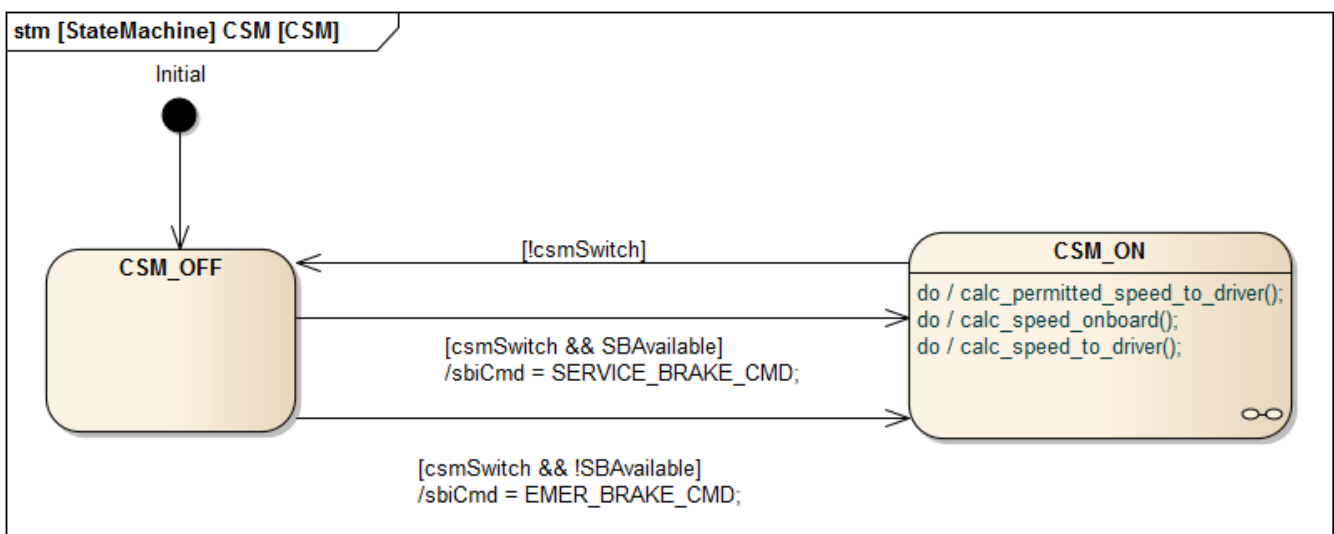 stm [StateMachine] CSM [CSM]
Initial
CSM_OFF
[!csmSwitch]
CSM_ON
do / calc_permitted_speed_to_driver();
do / calc_speed_onboard();
do / calc_speed_to_driver();
[csmSwitch && SBAvailable]
/sbiCmd = SERVICE_BRAKE_CMD;
[csmSwitch && !SBAvailable]
/sbiCmd = EMER_BRAKE_CMD;